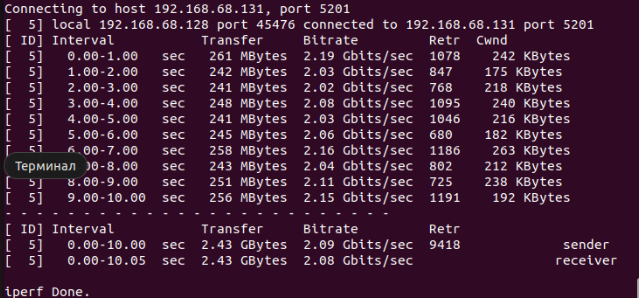 Connecting to host 192.168.68.131, port 5201
[  5] local 192.168.68.128 port 45476 connected to 192.168.68.131 port 5201
[ ID] Interval           Transfer     Bitrate         Retr  Cwnd
[  5]   0.00-1.00   sec   261 MBytes  2.19 Gbits/sec  1078    242 KBytes
[  5]   1.00-2.00   sec   242 MBytes  2.03 Gbits/sec  847    175 KBytes
[  5]   2.00-3.00   sec   241 MBytes  2.02 Gbits/sec  768    218 KBytes
[  5]   3.00-4.00   sec   248 MBytes  2.08 Gbits/sec  1095    240 KBytes
[  5]   4.00-5.00   sec   241 MBytes  2.03 Gbits/sec  1046    216 KBytes
[  5]   5.00-6.00   sec   245 MBytes  2.06 Gbits/sec  680    182 KBytes
[  5]   6.00-7.00   sec   258 MBytes  2.16 Gbits/sec  1186    263 KBytes
Терминал .00-8.00   sec   243 MBytes  2.04 Gbits/sec  802    212 KBytes
[  5]   8.00-9.00   sec   251 MBytes  2.11 Gbits/sec  725    238 KBytes
[  5]   9.00-10.00  sec   256 MBytes  2.15 Gbits/sec  1191    192 KBytes
- - - - - - - - - - - - - - - - - - - - - - - - -
[ ID] Interval           Transfer     Bitrate         Retr
[  5]   0.00-10.00  sec  2.43 GBytes  2.09 Gbits/sec  9418             sender
[  5]   0.00-10.05  sec  2.43 GBytes  2.08 Gbits/sec                  receiver
iperf Done.